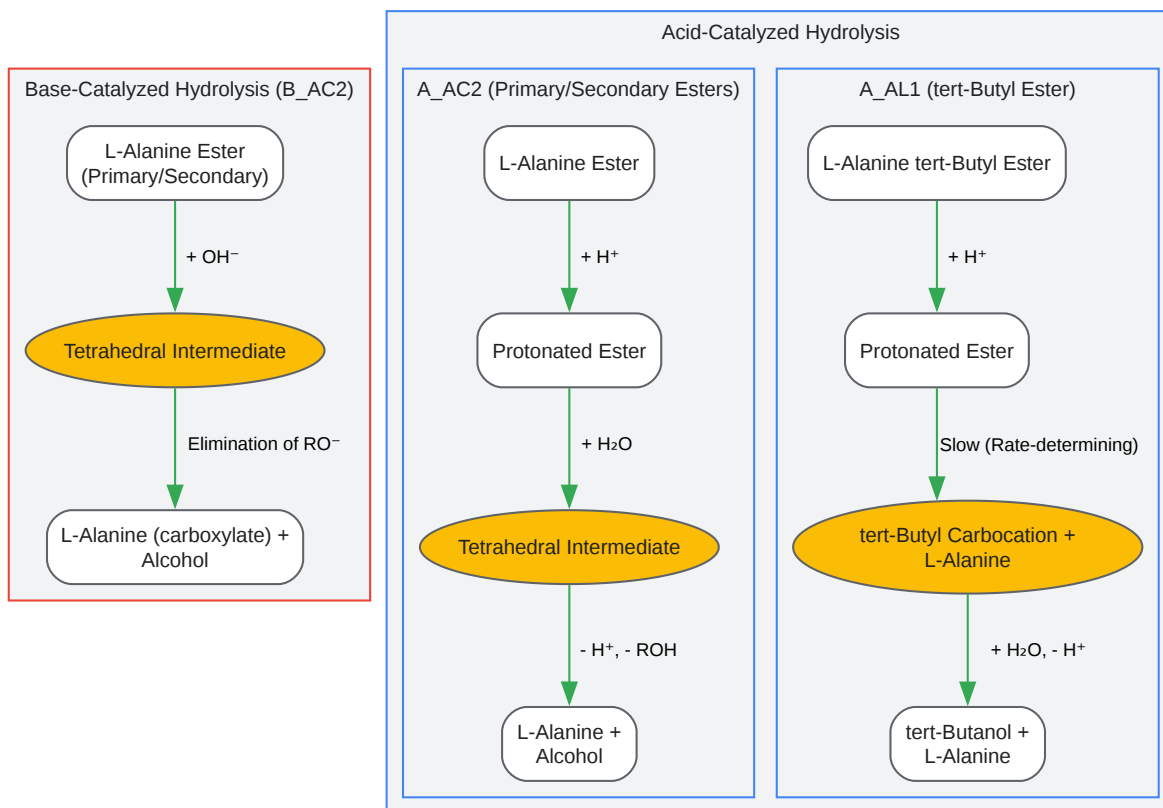 Acid-Catalyzed Hydrolysis
Base-Catalyzed Hydrolysis (B_AC2)
L-Alanine Ester
(Primary/Secondary)
+ OH⁻
Tetrahedral Intermediate
Elimination of RO⁻
L-Alanine (carboxylate) +
Alcohol
A_AC2 (Primary/Secondary Esters)
L-Alanine Ester
+ H⁺
Protonated Ester
+ H₂O
Tetrahedral Intermediate
- H⁺, - ROH
L-Alanine +
Alcohol
A_AL1 (tert-Butyl Ester)
L-Alanine tert-Butyl Ester
+ H⁺
Protonated Ester
Slow (Rate-determining)
tert-Butyl Carbocation +
L-Alanine
+ H₂O, - H⁺
tert-Butanol +
L-Alanine